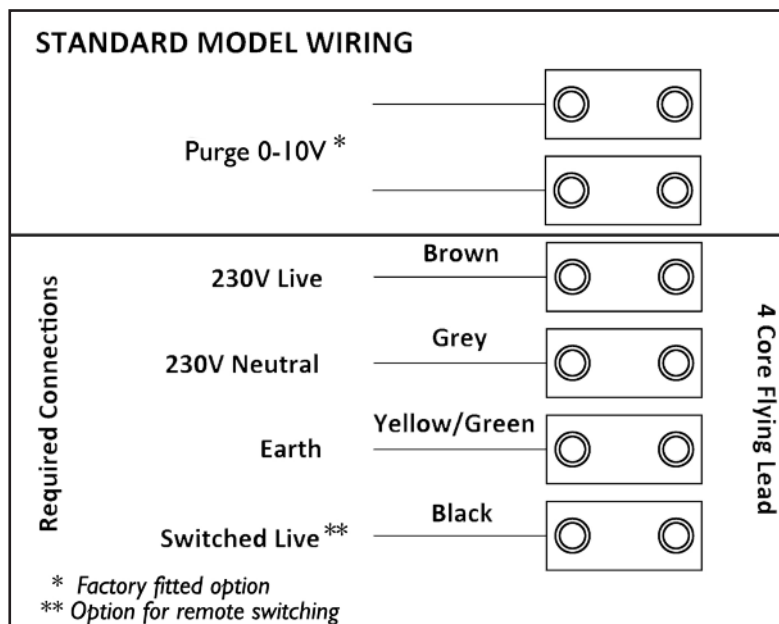 STANDARD MODEL WIRING
Purge 0-10V *
Required Connections
230V Live
Brown
230V Neutral
Grey
Earth
Yellow/Green
Switched Live **
Black
4 Core Flying Lead
* Factory fitted option
** Option for remote switching